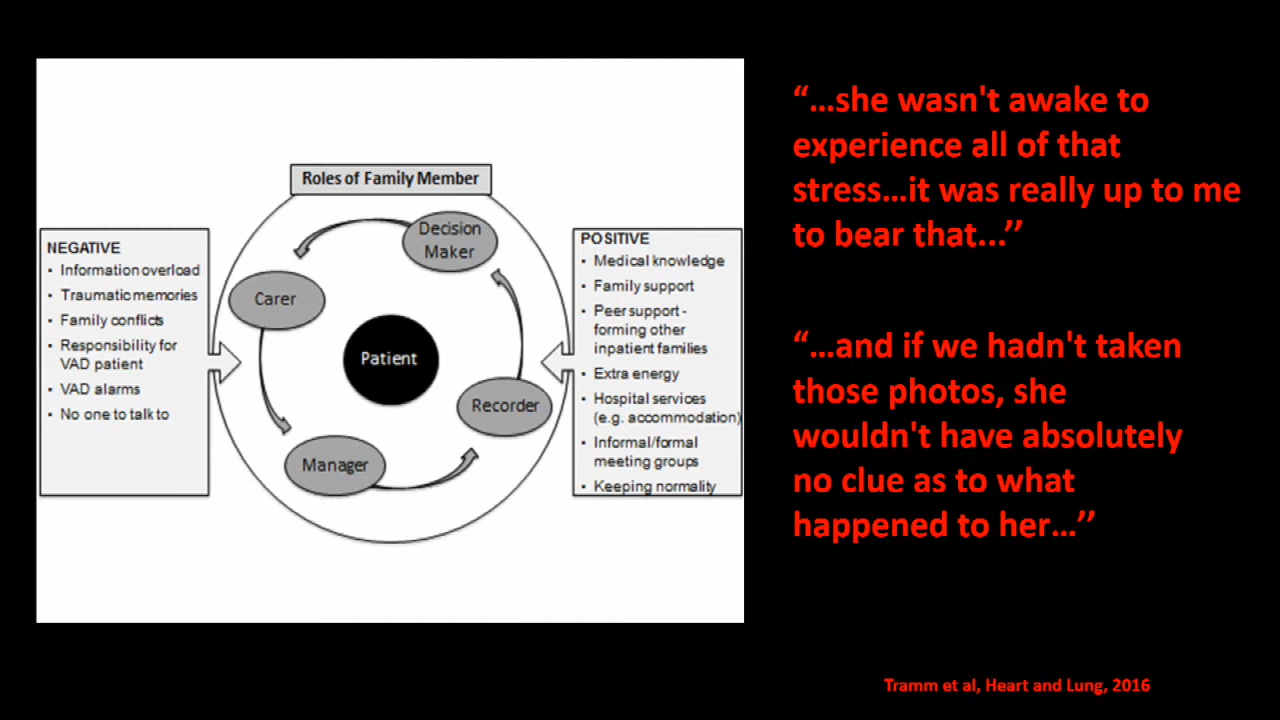 Roles of Family Member
NEGATIVE
• Information overload
• Traumatic memories
• Family conflicts
• Responsibility for
VAD patient
• VAD alarms
• No one to talk to
Decision
Maker
Carer
Patient
Recorder
Manager
POSITIVE
• Medical knowledge
• Family support
• Peer support -
forming other
inpatient families
• Extra energy
• Hospital services
(e.g. accommodation)
• Informal/formal
meeting groups
• Keeping normality
“…she wasn't awake to
experience all of that
stress…it was really up to me
to bear that...’’
“…and if we hadn't taken
those photos, she
wouldn't have absolutely
no clue as to what
happened to her…’’
Tramm et al, Heart and Lung, 2016